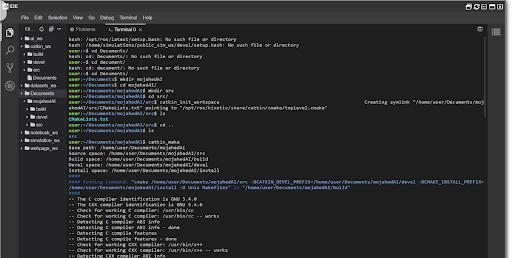 IDE
File Edit Selection View Go Debug Terminal Help
Problems
Terminal 0
ai_ws
catkin_ws
build
devel
src
Documents
datasets_ws
Documents
mojahedAI
build
devel
src
notebook_ws
simulation_ws
webpage_ws
bash: /opt/ros/latest/setup.bash: No such file or directory
bash: /home/simulations/public_sim_ws/devel/setup.bash: No such file or directory
user:~$ cd Decuments/
bash: cd: Decuments/: No such file or directory
user:~$ cd decument/
bash: cd: decument/: No such file or directory
user:~$ cd Documents/
user:~/Documents$ mkdir mojahedAI
user:~/Documents$ cd mojahedAI/
user:~/Documents/mojahedAI$ mkdir src
user:~/Documents/mojahedAI$ cd src/
user:~/Documents/mojahedAI/src$ catkin_init_workspace
Creating symlink "/home/user/Documents/moj
ahedAI/src/CMakeLists.txt" pointing to "/opt/ros/kinetic/share/catkin/cmake/toplevel.cmake"
user:~/Documents/mojahedAI/src$ ls
CMakeLists.txt
user:~/Documents/mojahedAI/src$ cd ..
user:~/Documents/mojahedAI$ ls
src
user:~/Documents/mojahedAI$ catkin_make
Base path: /home/user/Documents/mojahedAI
Source space: /home/user/Documents/mojahedAI/src
Build space: /home/user/Documents/mojahedAI/build
Devel space: /home/user/Documents/mojahedAI/devel
Install space: /home/user/Documents/mojahedAI/install
####
#### Running command: "cmake /home/user/Documents/mojahedAI/src -DCATKIN_DEVEL_PREFIX=/home/user/Documents/mojahedAI/devel -DCMAKE_INSTALL_PREFIX=
/home/user/Documents/mojahedAI/install -G Unix Makefiles" in "/home/user/Documents/mojahedAI/build"
####
-- The C compiler identification is GNU 5.4.0
-- The CXX compiler identification is GNU 5.4.0
-- Check for working C compiler: /usr/bin/cc
-- Check for working C compiler: /usr/bin/cc -- works
-- Detecting C compiler ABI info
-- Detecting C compiler ABI info - done
-- Detecting C compile features
-- Detecting C compile features - done
-- Check for working CXX compiler: /usr/bin/c++
-- Check for working CXX compiler: /usr/bin/c++ -- works
-- Detecting CXX compiler ABI info